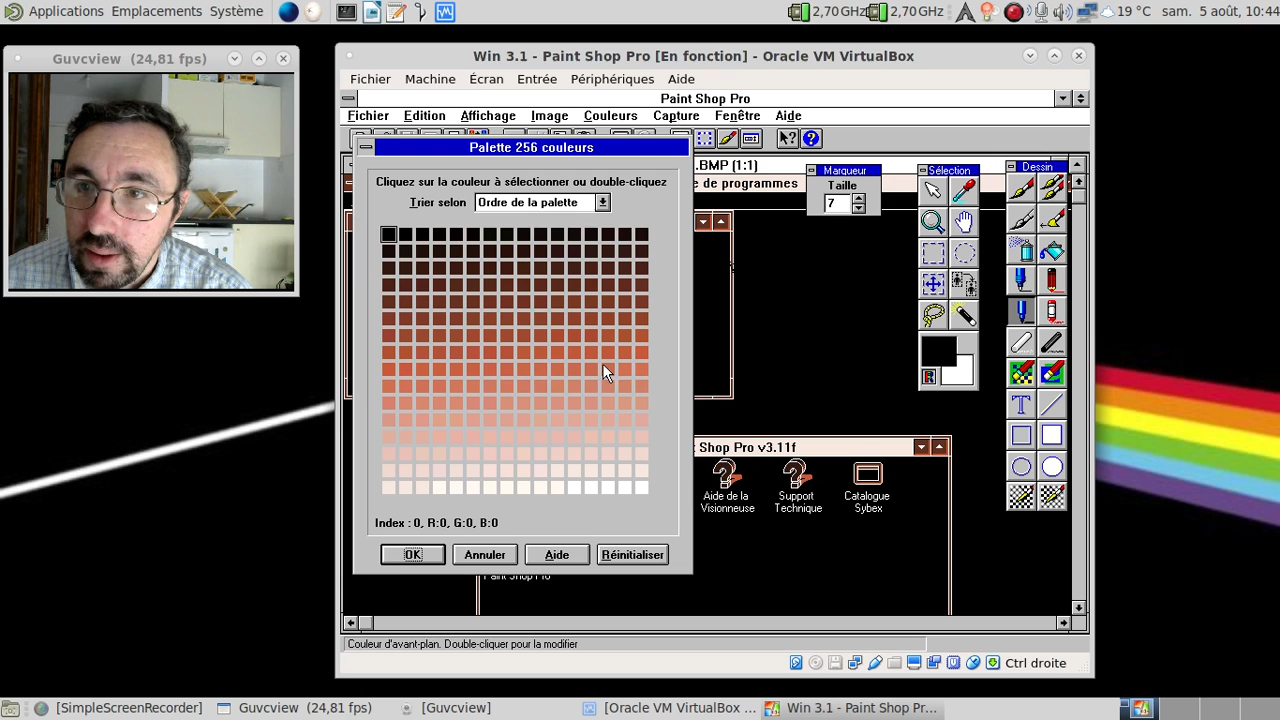 Applications Emplacements Système
2,70 GHz 2,70 GHz 19 °C sam. 5 août, 10:44
Guvcview (24,81 fps)
Win 3.1 - Paint Shop Pro [En fonction] - Oracle VM VirtualBox
Fichier Machine Écran Entrée Périphériques Aide
Paint Shop Pro
Fichier Edition Affichage Image Couleurs Capture Fenêtre Aide
Palette 256 couleurs
.BMP (1:1)
e de programmes
Marqueur
Taille
7
Sélection
Dessin
Cliquez sur la couleur à sélectionner ou double-cliquez
Trier selon Ordre de la palette
R
T
Shop Pro v3.11f
Aide de la Visionneuse
Support Technique
Catalogue Sybex
Index : 0, R:0, G:0, B:0
OK Annuler Aide Réinitialiser
Paint Shop Pro
Couleur d'avant-plan. Double-cliquer pour la modifier
Ctrl droite
[SimpleScreenRecorder] Guvcview (24,81 fps) [Guvcview] [Oracle VM VirtualBox ... Win 3.1 - Paint Shop Pr...